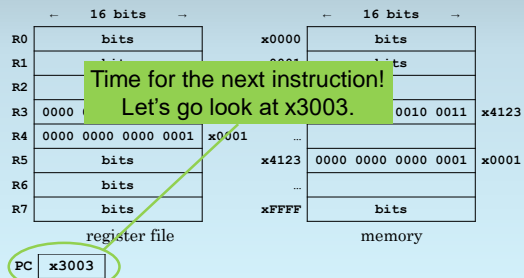 ← 16 bits → ← 16 bits →
R0 bits x0000 bits
R1 bits bits
R2
Time for the next instruction!
Let's go look at x3003.
R3 0000 0010 0011 x4123
R4 0000 0000 0000 0001 x0001 …
R5 bits x4123 0000 0000 0000 0001 x0001
R6 bits …
R7 bits xFFFF bits
register file memory
PC x3003